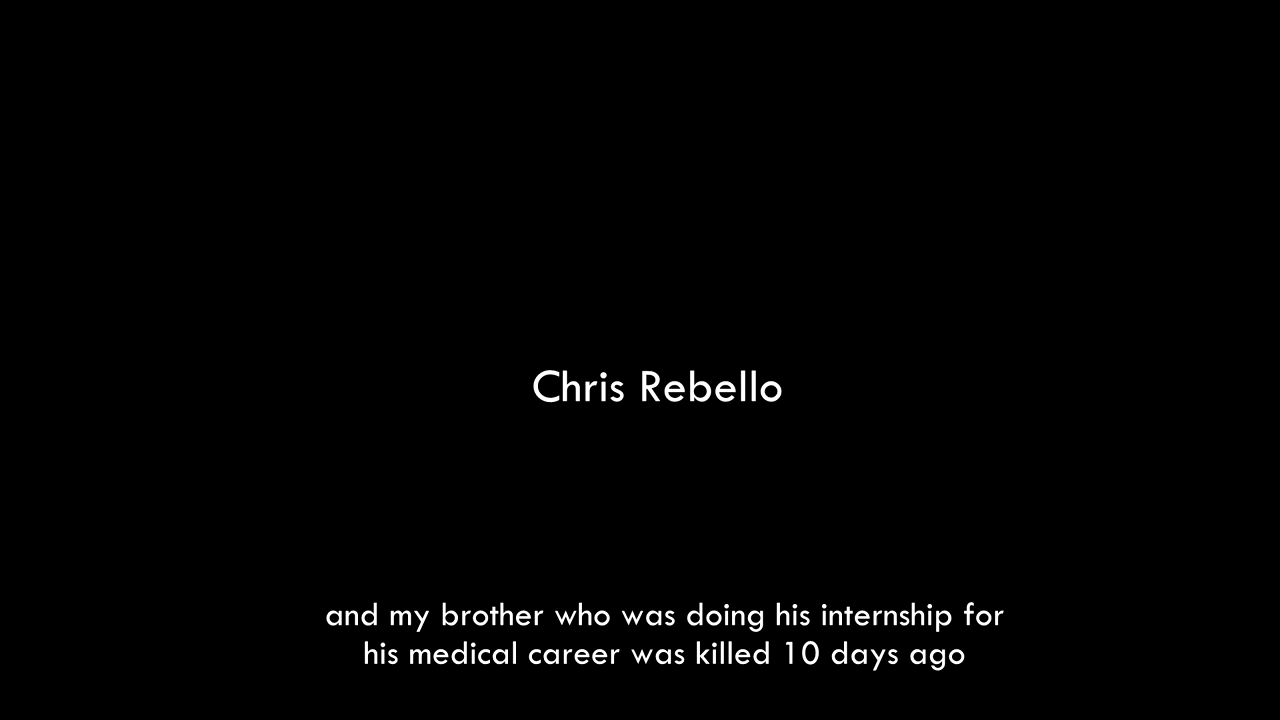 Chris Rebello
and my brother who was doing his internship for
his medical career was killed 10 days ago